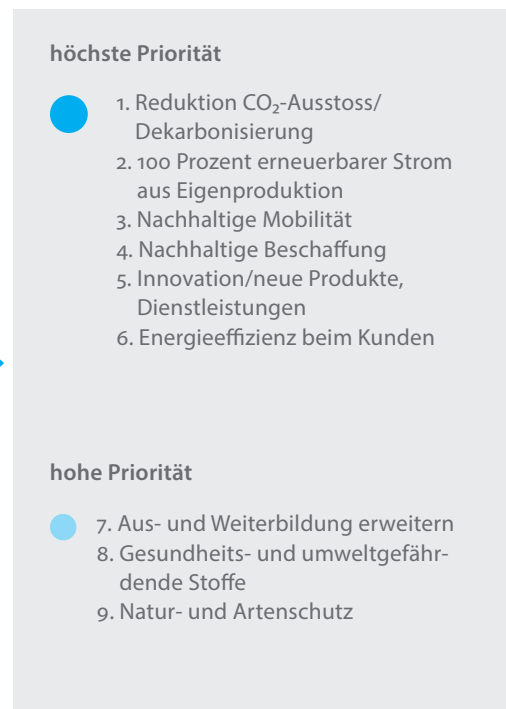 höchste Priorität
1. Reduktion CO₂-Ausstoss/
Dekarbonisierung
2. 100 Prozent erneuerbarer Strom
aus Eigenproduktion
3. Nachhaltige Mobilität
4. Nachhaltige Beschaffung
5. Innovation/neue Produkte,
Dienstleistungen
6. Energieeffizienz beim Kunden
hohe Priorität
7. Aus- und Weiterbildung erweitern
8. Gesundheits- und umweltgefähr-
dende Stoffe
9. Natur- und Artenschutz